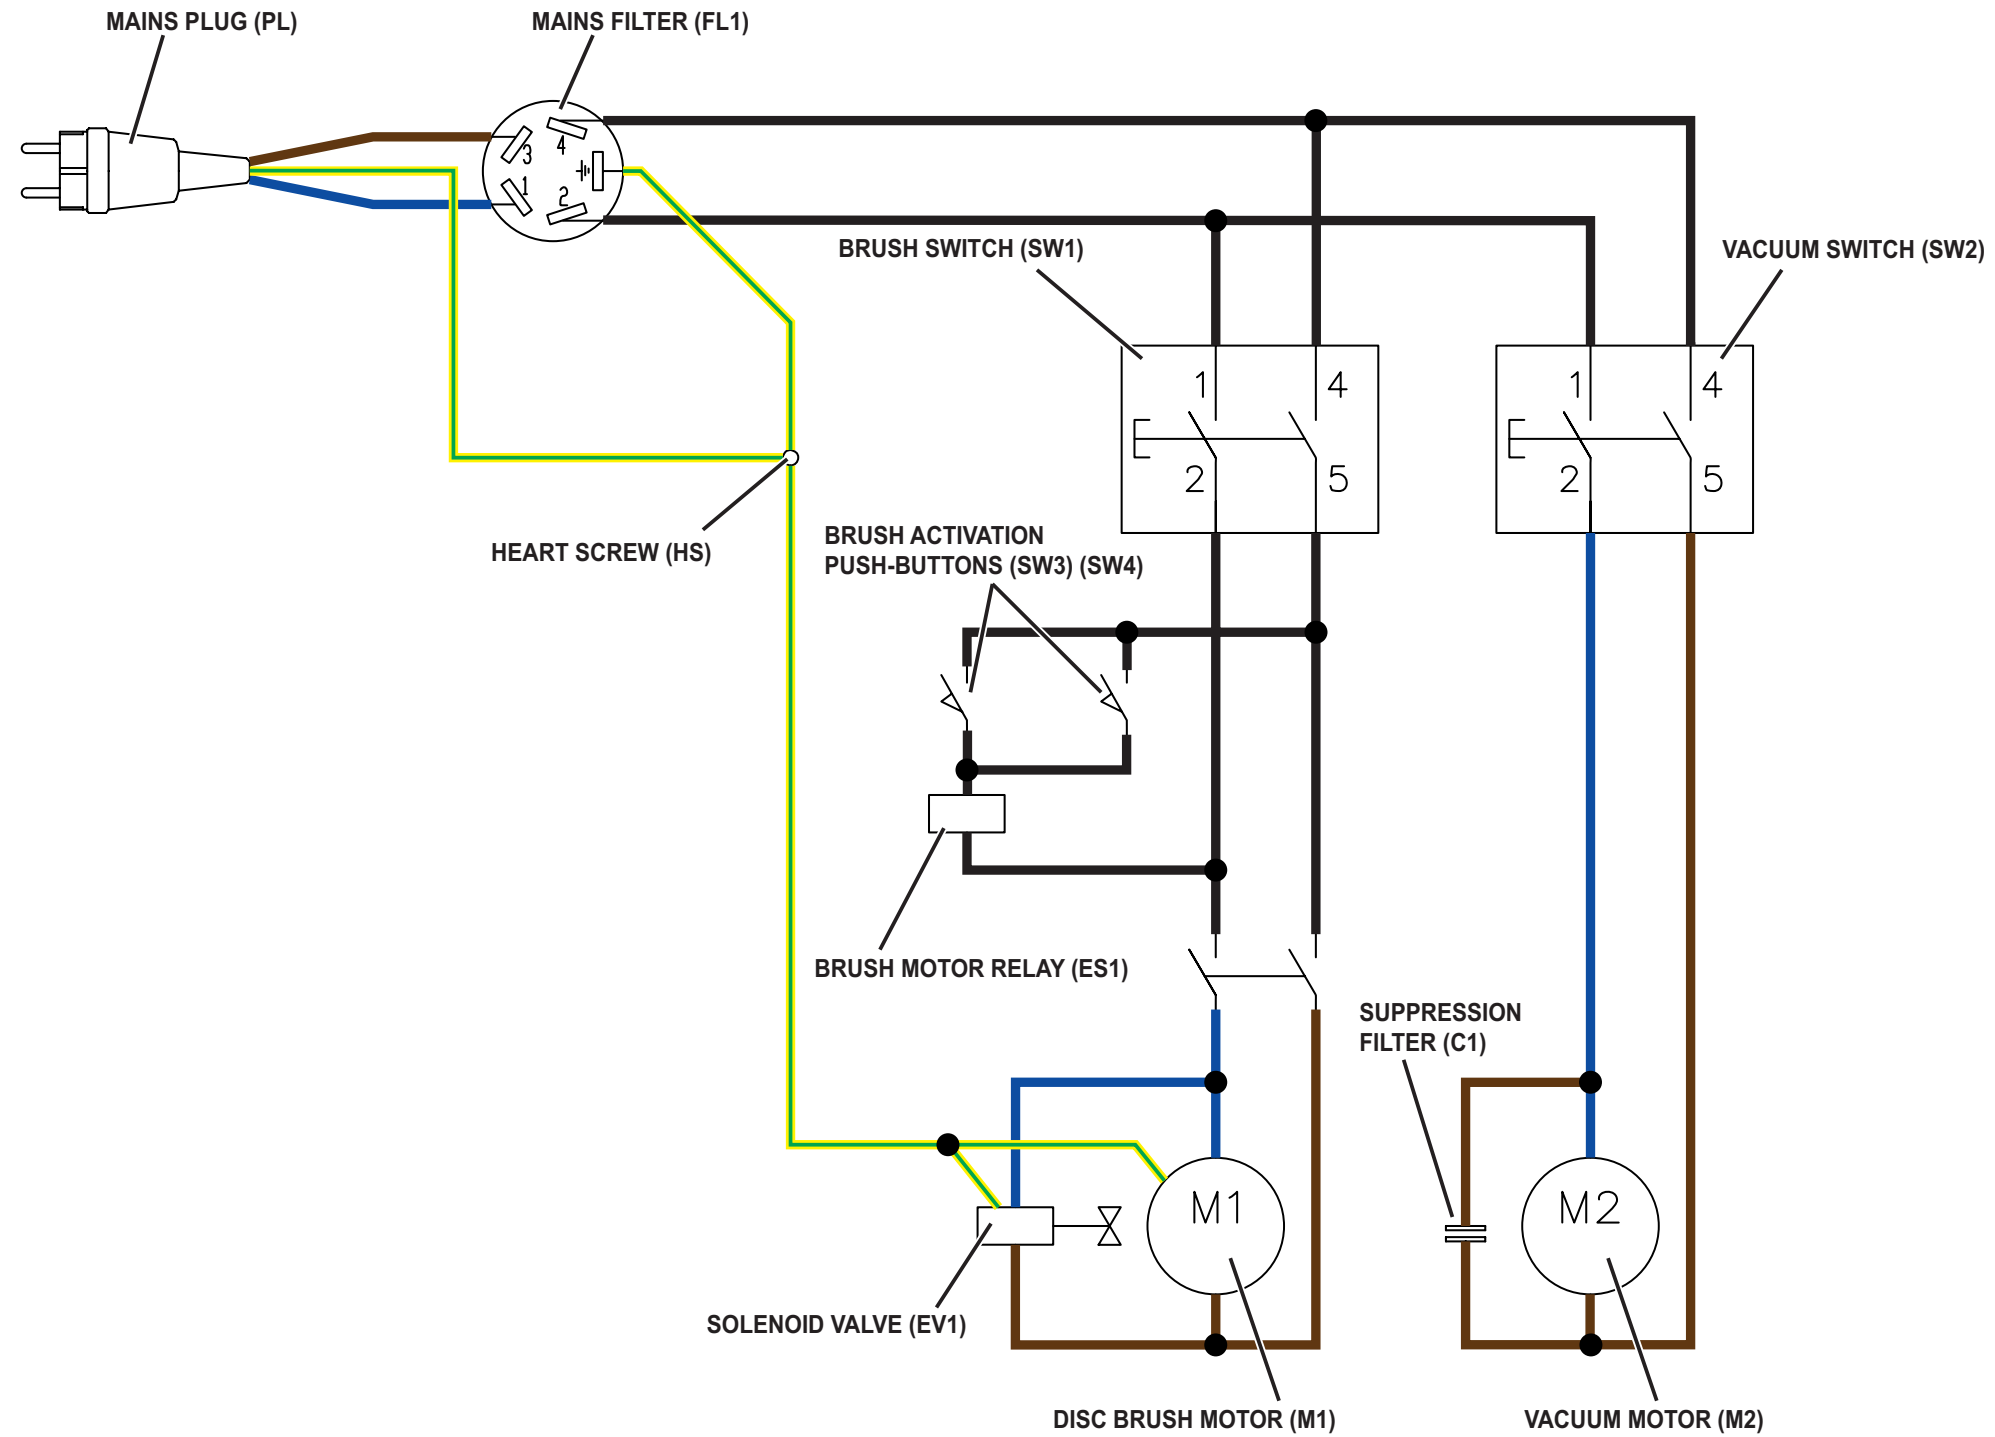 MAINS PLUG (PL)
MAINS FILTER (FL1)
3
4
1
2
BRUSH SWITCH (SW1)
VACUUM SWITCH (SW2)
1
4
2
5
1
4
2
5
HEART SCREW (HS)
BRUSH ACTIVATION
PUSH-BUTTONS (SW3) (SW4)
BRUSH MOTOR RELAY (ES1)
SUPPRESSION
FILTER (C1)
M1
M2
SOLENOID VALVE (EV1)
DISC BRUSH MOTOR (M1)
VACUUM MOTOR (M2)